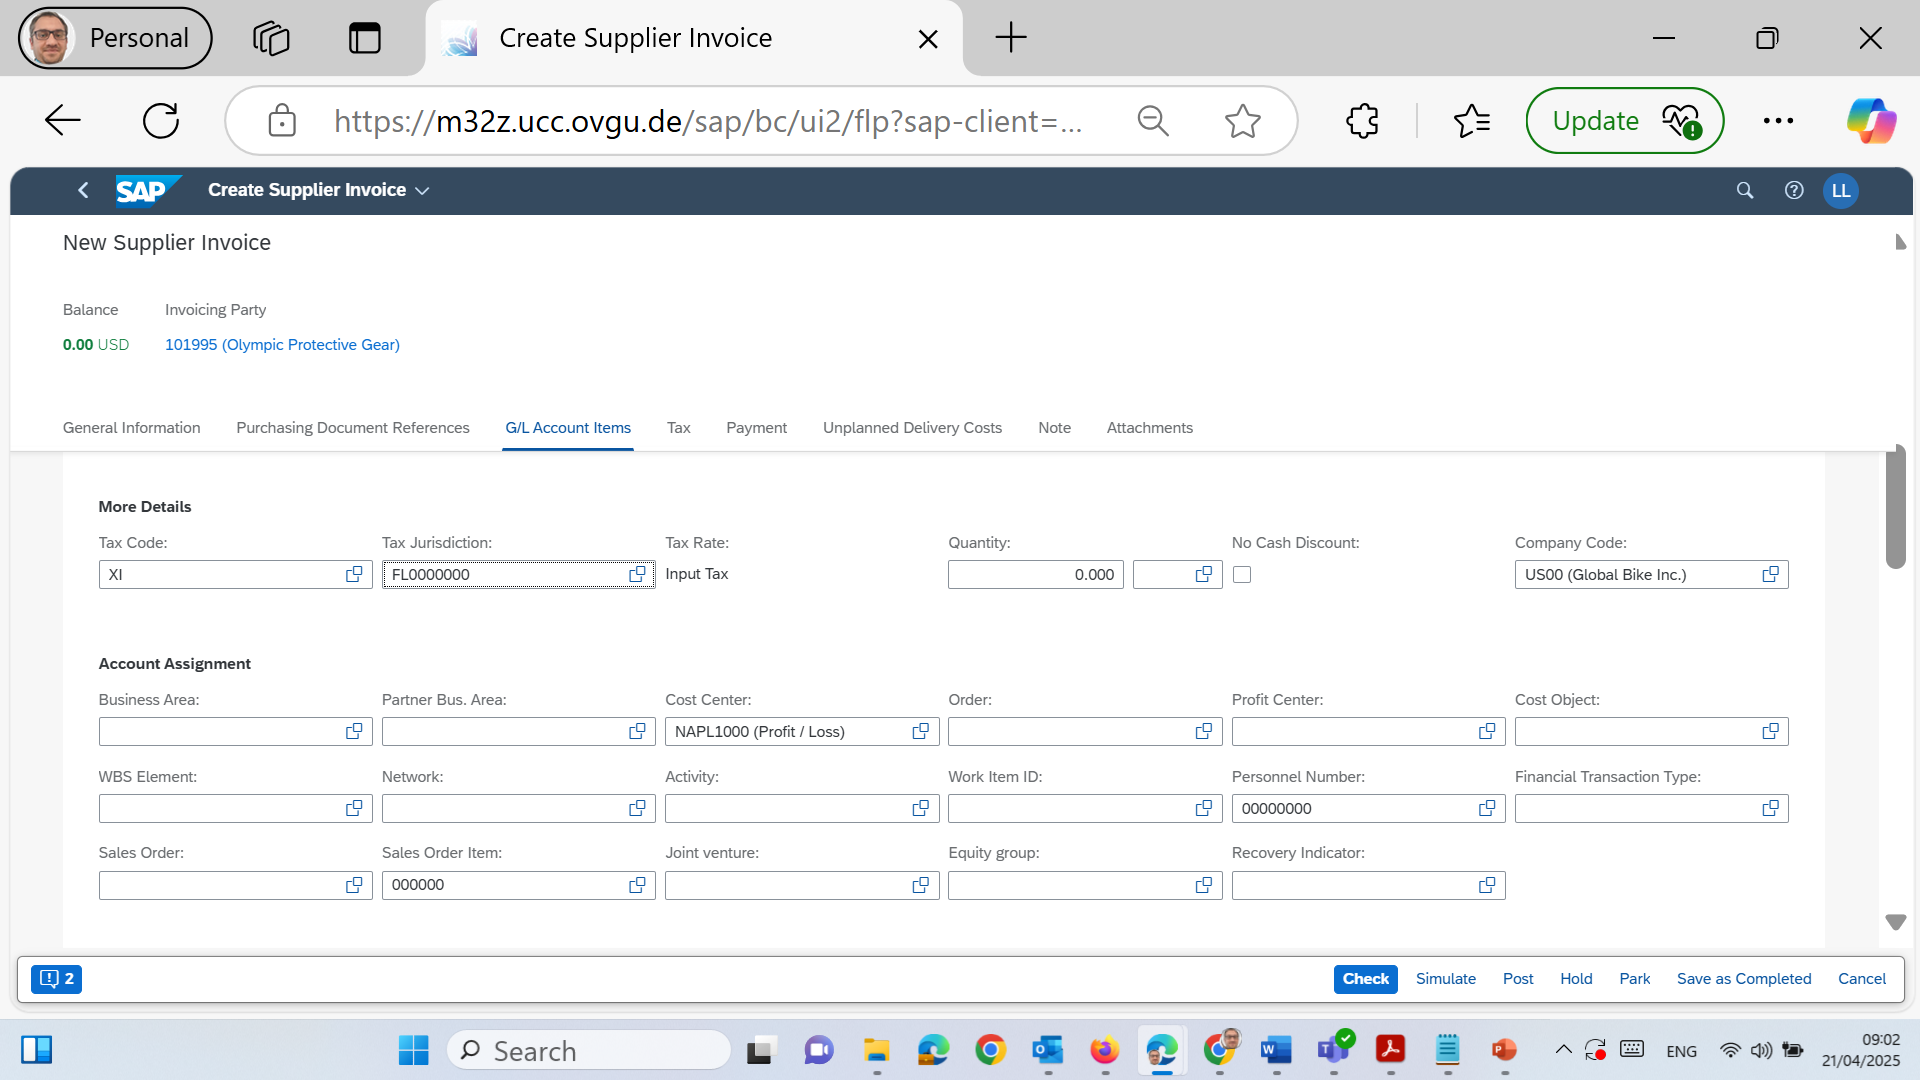 Personal
Create Supplier Invoice
https://m32z.ucc.ovgu.de/sap/bc/ui2/flp?sap-client=...
Update
SAP
Create Supplier Invoice
LL
New Supplier Invoice
Balance
Invoicing Party
0.00 USD
101995 (Olympic Protective Gear)
General Information
Purchasing Document References
G/L Account Items
Tax
Payment
Unplanned Delivery Costs
Note
Attachments
More Details
Tax Code:
Tax Jurisdiction:
Tax Rate:
Quantity:
No Cash Discount:
Company Code:
XI
FL0000000
Input Tax
0.000
US00 (Global Bike Inc.)
Account Assignment
Business Area:
Partner Bus. Area:
Cost Center:
Order:
Profit Center:
Cost Object:
NAPL1000 (Profit / Loss)
WBS Element:
Network:
Activity:
Work Item ID:
Personnel Number:
Financial Transaction Type:
00000000
Sales Order:
Sales Order Item:
Joint venture:
Equity group:
Recovery Indicator:
000000
2
Check
Simulate
Post
Hold
Park
Save as Completed
Cancel
Search
ENG
09:02
21/04/2025